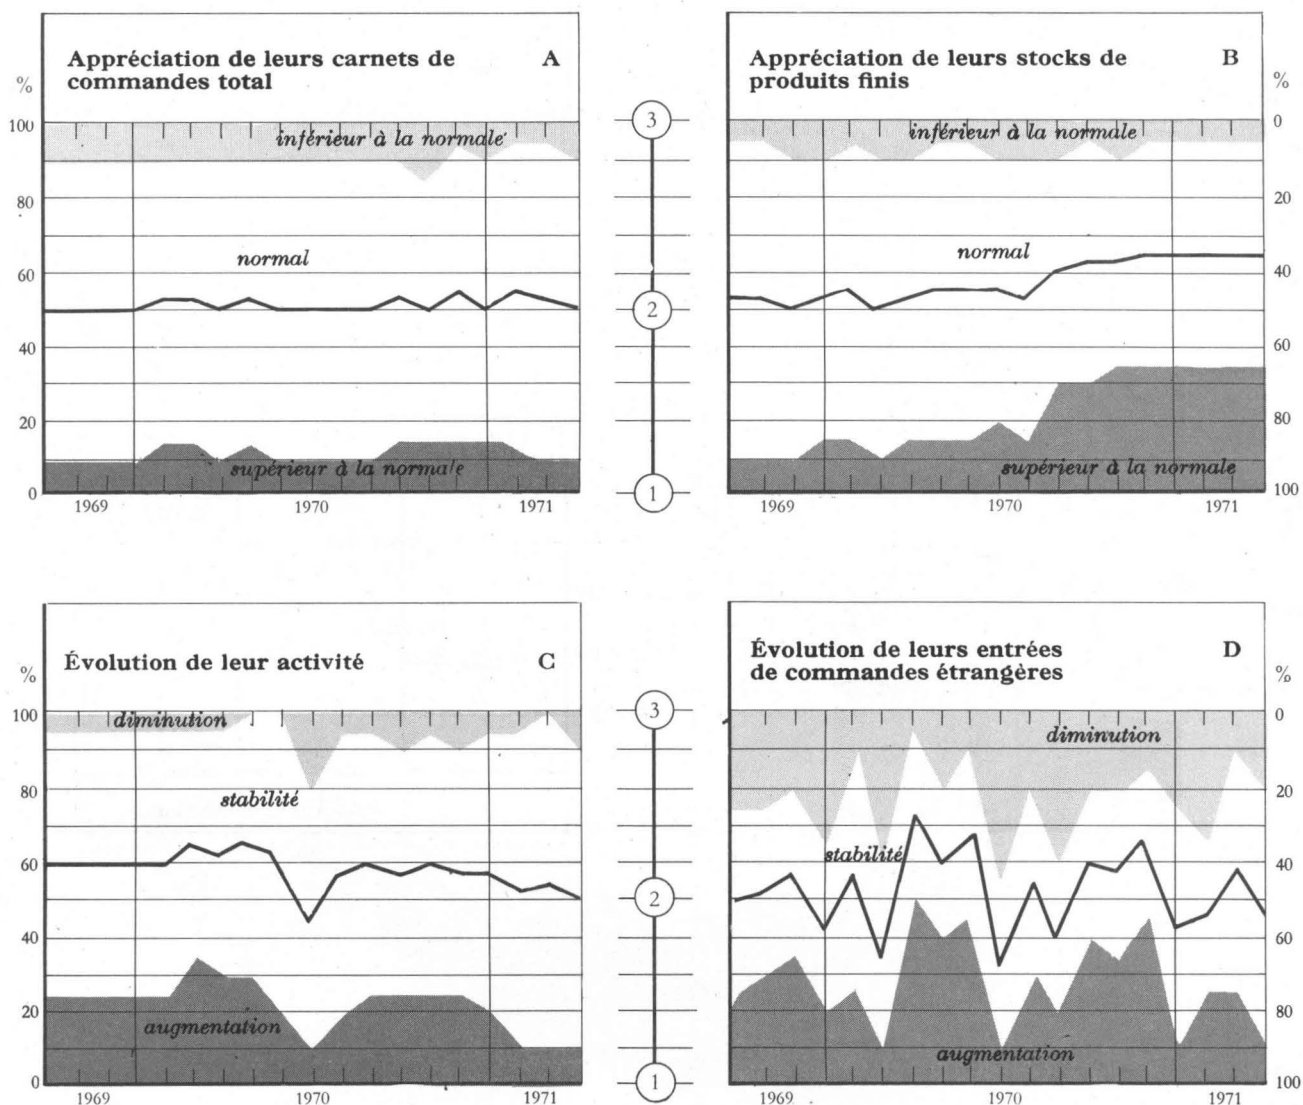 Appréciation de leurs carnets de
commandes total
A
%
100
80
60
40
20
0
inférieur à la normale
normal
supérieur à la normale
1969
1970
1971
3
2
1
Appréciation de leurs stocks de
produits finis
B
%
0
20
40
60
80
100
inférieur à la normale
normal
supérieur à la normale
1969
1970
1971
Évolution de leur activité
C
%
100
80
60
40
20
0
diminution
stabilité
augmentation
1969
1970
1971
3
2
1
Évolution de leurs entrées
de commandes étrangères
D
%
0
20
40
60
80
100
diminution
stabilité
augmentation
1969
1970
1971